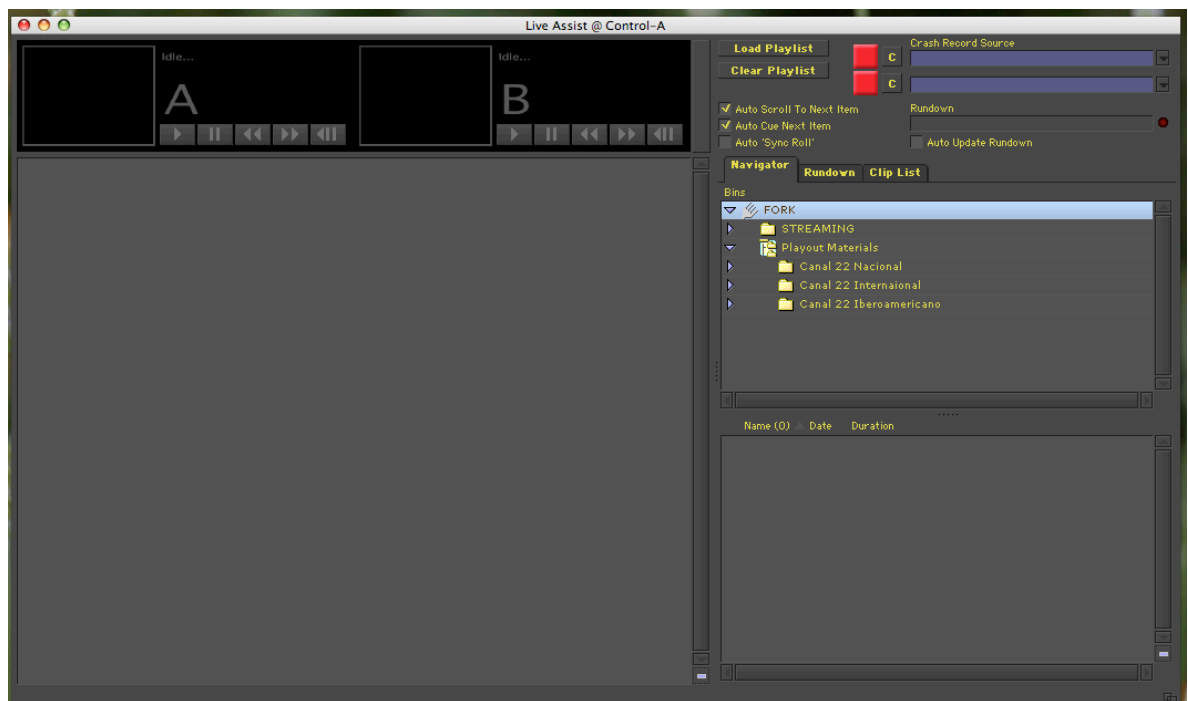 Live Assist @ Control-A
Idle...
A
Idle...
B
Load Playlist
Clear Playlist
C
C
Crash Record Source
Auto Scroll To Next Item
Auto Cue Next Item
Auto 'Sync Roll'
Rundown
Auto Update Rundown
Navigator Rundown Clip List
Bins
FORK
STREAMING
Playout Materials
Canal 22 Nacional
Canal 22 Internaional
Canal 22 Iberoamericano
Name (0) Date Duration